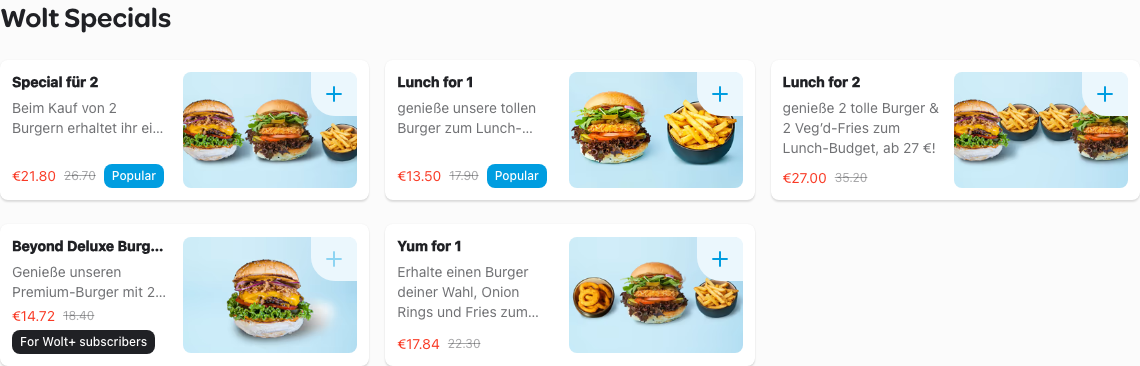 Wolt Specials
Special für 2
Beim Kauf von 2
Burgern erhaltet ihr ei...
€21.80 26.70 Popular
Lunch for 1
genieße unsere tollen
Burger zum Lunch-...
€13.50 17.90 Popular
Lunch for 2
genieße 2 tolle Burger &
2 Veg'd-Fries zum
Lunch-Budget, ab 27 €!
€27.00 35.20
Beyond Deluxe Burg...
Genieße unseren
Premium-Burger mit 2...
€14.72 18.40
For Wolt+ subscribers
Yum for 1
Erhalte einen Burger
deiner Wahl, Onion
Rings und Fries zum...
€17.84 22.30